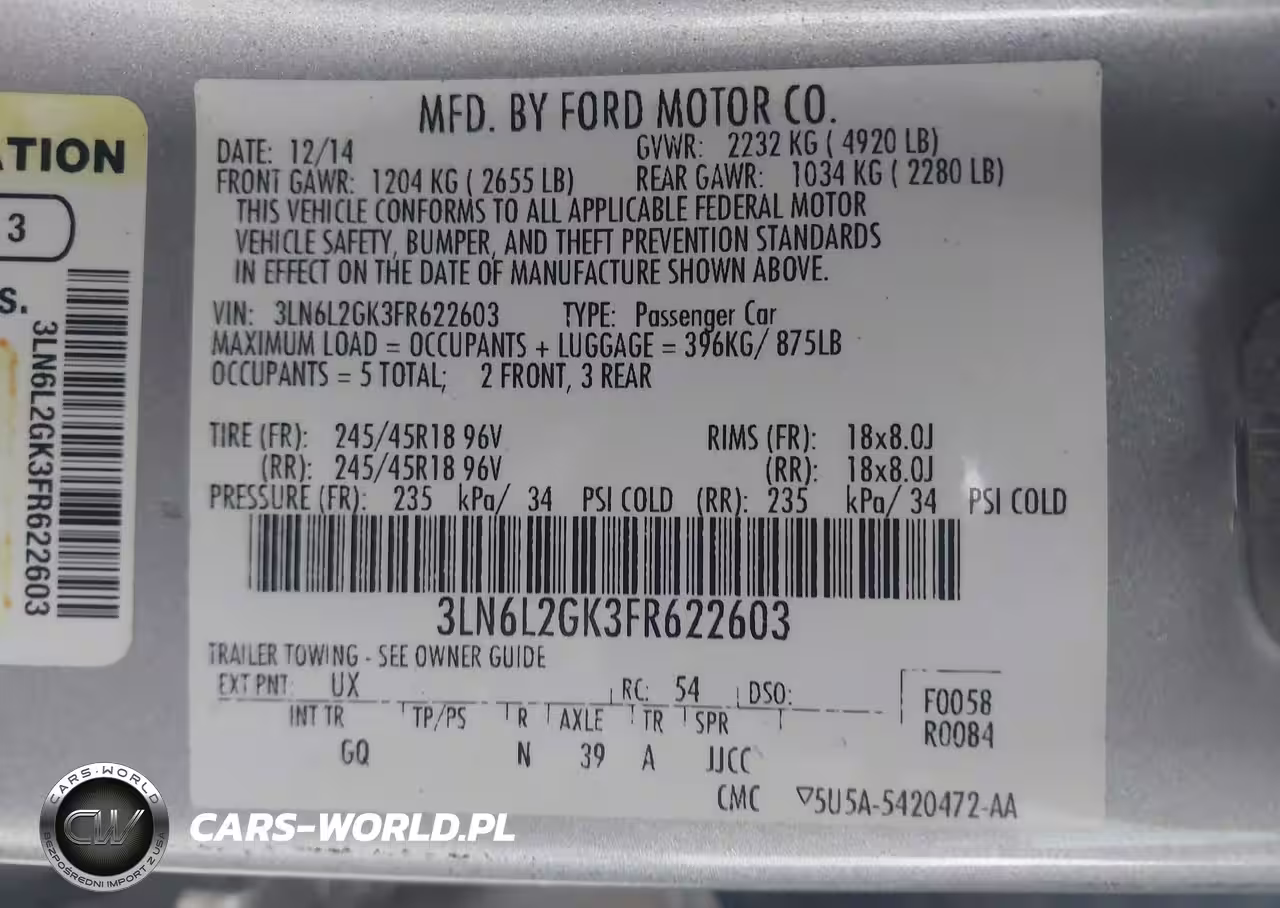 MFD. BY FORD MOTOR CO.
DATE: 12/14 GVWR: 2232 KG ( 4920 LB)
FRONT GAWR: 1204 KG ( 2655 LB) REAR GAWR: 1034 KG ( 2280 LB)
THIS VEHICLE CONFORMS TO ALL APPLICABLE FEDERAL MOTOR
VEHICLE SAFETY, BUMPER, AND THEFT PREVENTION STANDARDS
IN EFFECT ON THE DATE OF MANUFACTURE SHOWN ABOVE.
VIN: 3LN6L2GK3FR622603 TYPE: Passenger Car
MAXIMUM LOAD = OCCUPANTS + LUGGAGE = 396KG/ 875LB
OCCUPANTS = 5 TOTAL; 2 FRONT, 3 REAR
TIRE (FR): 245/45R18 96V RIMS (FR): 18x8.0J
(RR): 245/45R18 96V (RR): 18x8.0J
PRESSURE (FR): 235 kPa/ 34 PSI COLD (RR): 235 kPa/ 34 PSI COLD
3LN6L2GK3FR622603
TRAILER TOWING - SEE OWNER GUIDE
EXT PNT: UX RC: 54 DSO:
INT TR TP/PS R AXLE TR SPR
GQ N 39 A JJCC
F0058
R0084
CMC ▽5U5A-5420472-AA
ATION
3
S.
3LN6L2GK3FR622603
CARS-WORLD
CW
BEZPOŚREDNI IMPORT Z USA
CARS-WORLD.PL